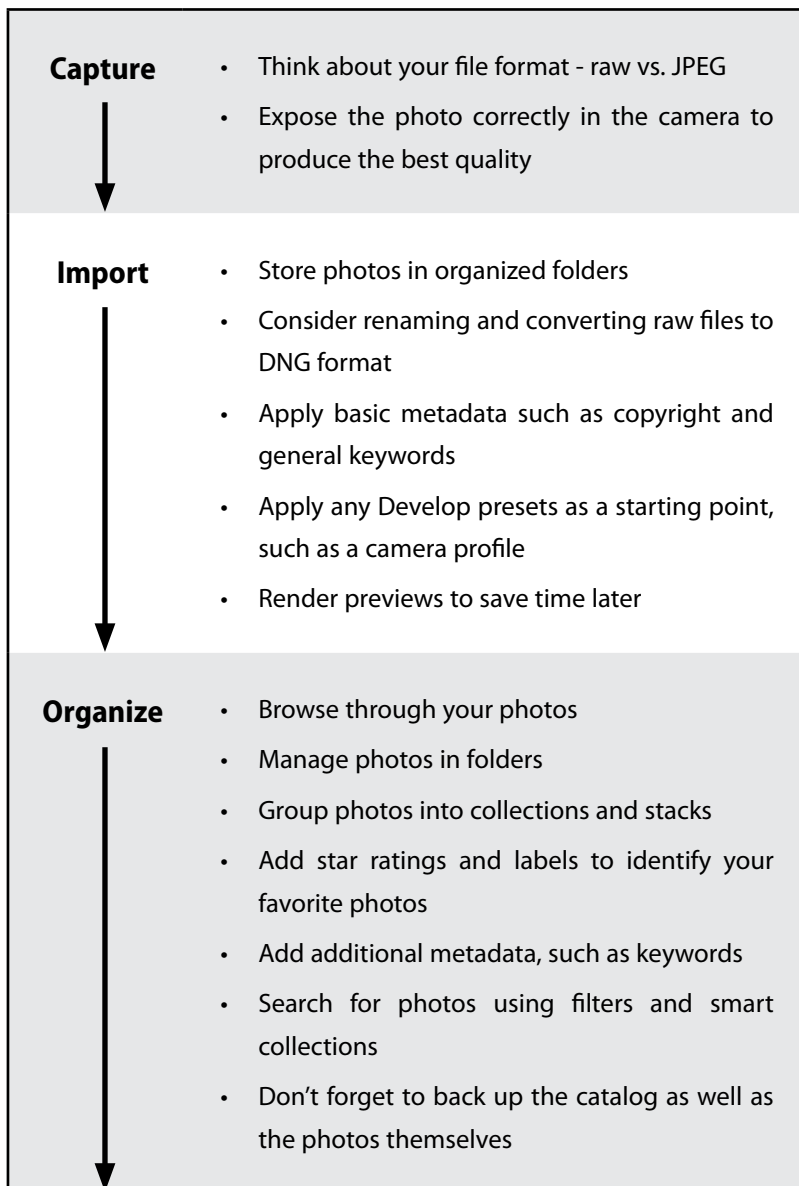 Capture
• Think about your file format - raw vs. JPEG
• Expose the photo correctly in the camera to
produce the best quality
Import
• Store photos in organized folders
• Consider renaming and converting raw files to
DNG format
• Apply basic metadata such as copyright and
general keywords
• Apply any Develop presets as a starting point,
such as a camera profile
• Render previews to save time later
Organize
• Browse through your photos
• Manage photos in folders
• Group photos into collections and stacks
• Add star ratings and labels to identify your
favorite photos
• Add additional metadata, such as keywords
• Search for photos using filters and smart
collections
• Don’t forget to back up the catalog as well as
the photos themselves